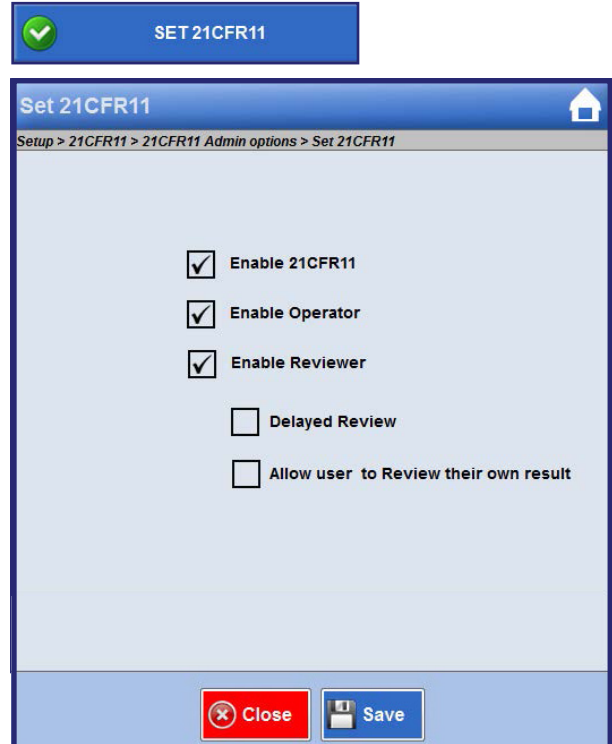 SET 21CFR11
Set 21CFR11
Setup > 21CFR11 > 21CFR11 Admin options > Set 21CFR11
Enable 21CFR11
Enable Operator
Enable Reviewer
Delayed Review
Allow user to Review their own result
Close Save